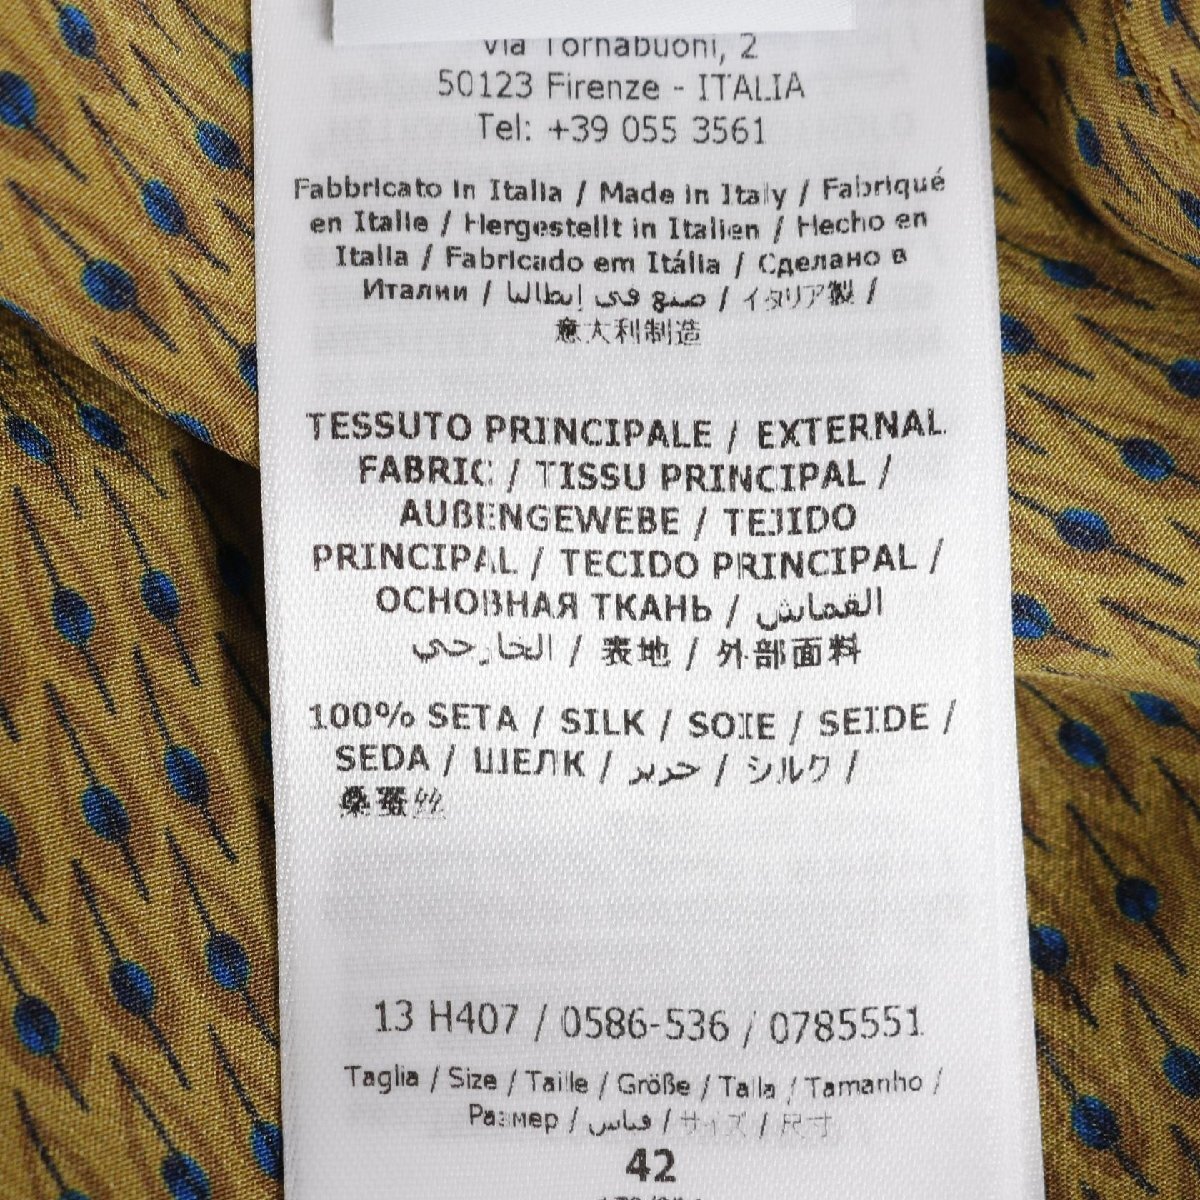 Via Tornabuoni, 2
50123 Firenze - ITALIA
Tel: +39 055 3561
Fabbricato in Italia / Made in Italy / Fabriqué
en Italie / Hergestellt in Italien / Hecho en
Italia / Fabricado em Itália / Сделано в
Италии / صنع في إيطاليا / イタリア製 /
意大利制造
TESSUTO PRINCIPALE / EXTERNAL
FABRIC / TISSU PRINCIPAL /
AUßENGEWEBE / TEJIDO
PRINCIPAL / TECIDO PRINCIPAL /
ОСНОВНАЯ ТКАНЬ / القماش
الخارجي / 表地 / 外部面料
100% SETA / SILK / SOIE / SEIDE /
SEDA / ШЕЛК / حرير / シルク /
桑蚕丝
13 H407 / 0586-536 / 0785551
Taglia / Size / Taille / Größe / Talla / Tamanho /
Размер / قياس / サイズ / 尺寸
42